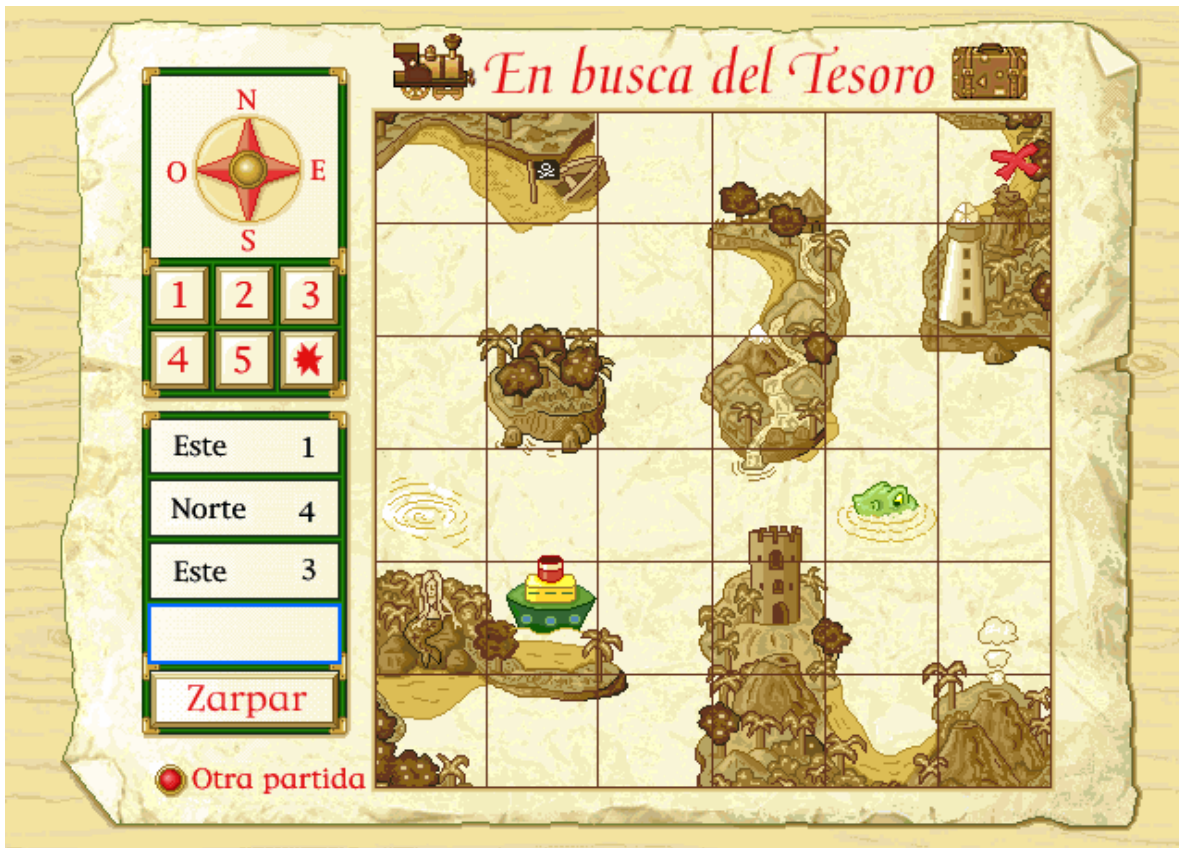 En busca del Tesoro
N
O E
S
1 2 3
4 5
Este 1
Norte 4
Este 3
Zarpar
Otra partida